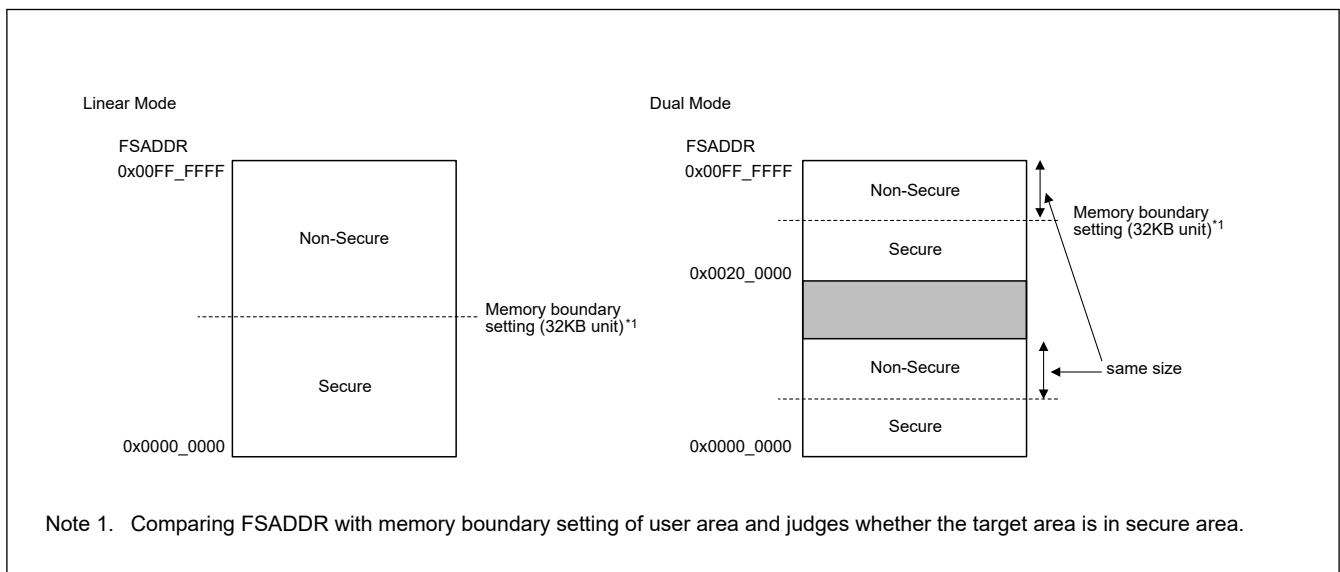 Linear Mode
FSADDR
0x00FF_FFFF
Non-Secure
Memory boundary
setting (32KB unit)*1
Secure
0x0000_0000
Dual Mode
FSADDR
0x00FF_FFFF
Non-Secure
Memory boundary
setting (32KB unit)*1
Secure
0x0020_0000
Non-Secure
same size
Secure
0x0000_0000
Note 1. Comparing FSADDR with memory boundary setting of user area and judges whether the target area is in secure area.